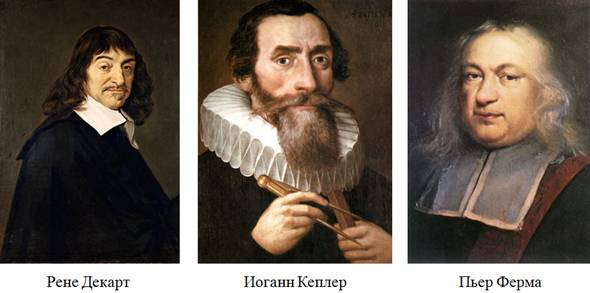 Рене Декарт
Иоганн Кеплер
Пьер Ферма